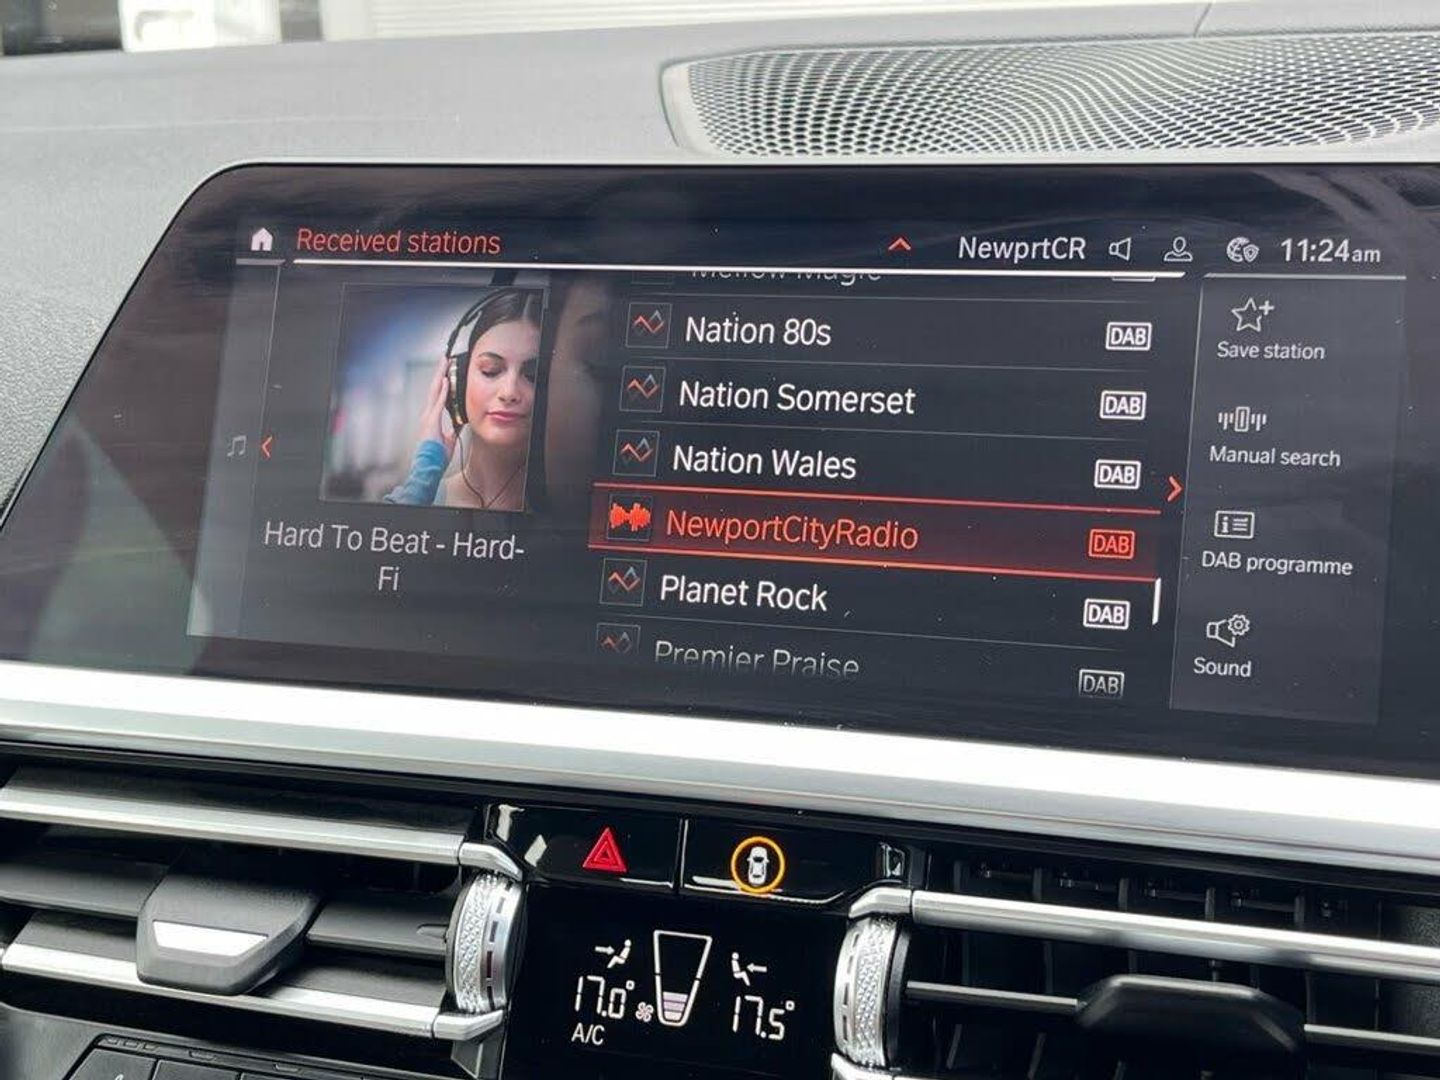 Received stations
NewprtCR
11:24am
Mellow Magic
Nation 80s DAB
Nation Somerset DAB
Nation Wales DAB
NewportCityRadio DAB
Planet Rock DAB
Premier Praise DAB
Hard To Beat - Hard-
Fi
Save station
Manual search
DAB programme
Sound
17.0°
A/C
17.5°